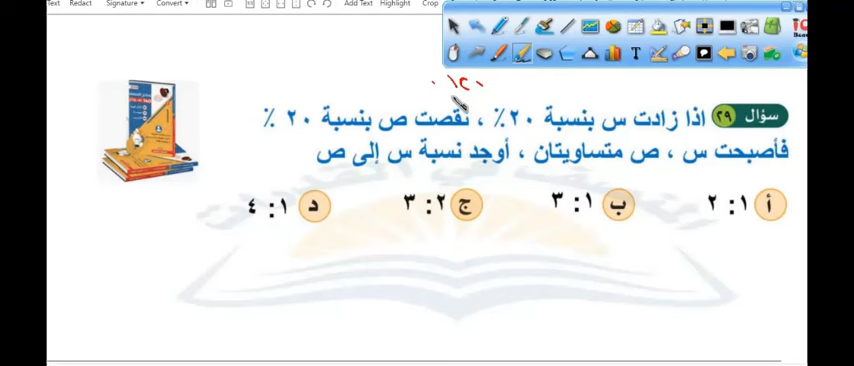 Text Redact Signature Convert Add Text Highlight Crop
١٢٠
سؤال ٢٩ اذا زادت س بنسبة ٢٠٪ ، نقصت ص بنسبة ٢٠ ٪
فأصبحت س ، ص متساويتان ، أوجد نسبة س إلى ص
أ ١ : ٢ ب ١ : ٣ ج ٢ : ٣ د ١ : ٤